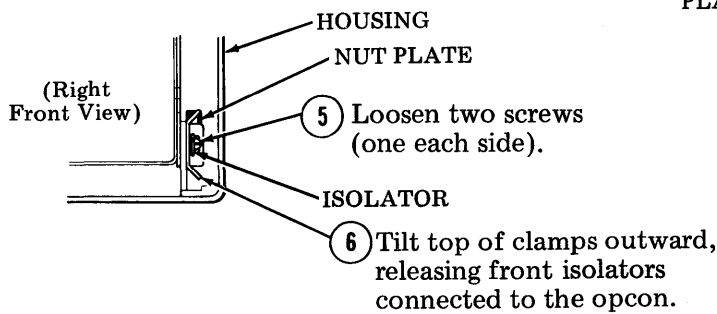 PLA
HOUSING
NUT PLATE
(Right
Front View)
5 Loosen two screws
(one each side).
ISOLATOR
6 Tilt top of clamps outward,
releasing front isolators
connected to the opcon.